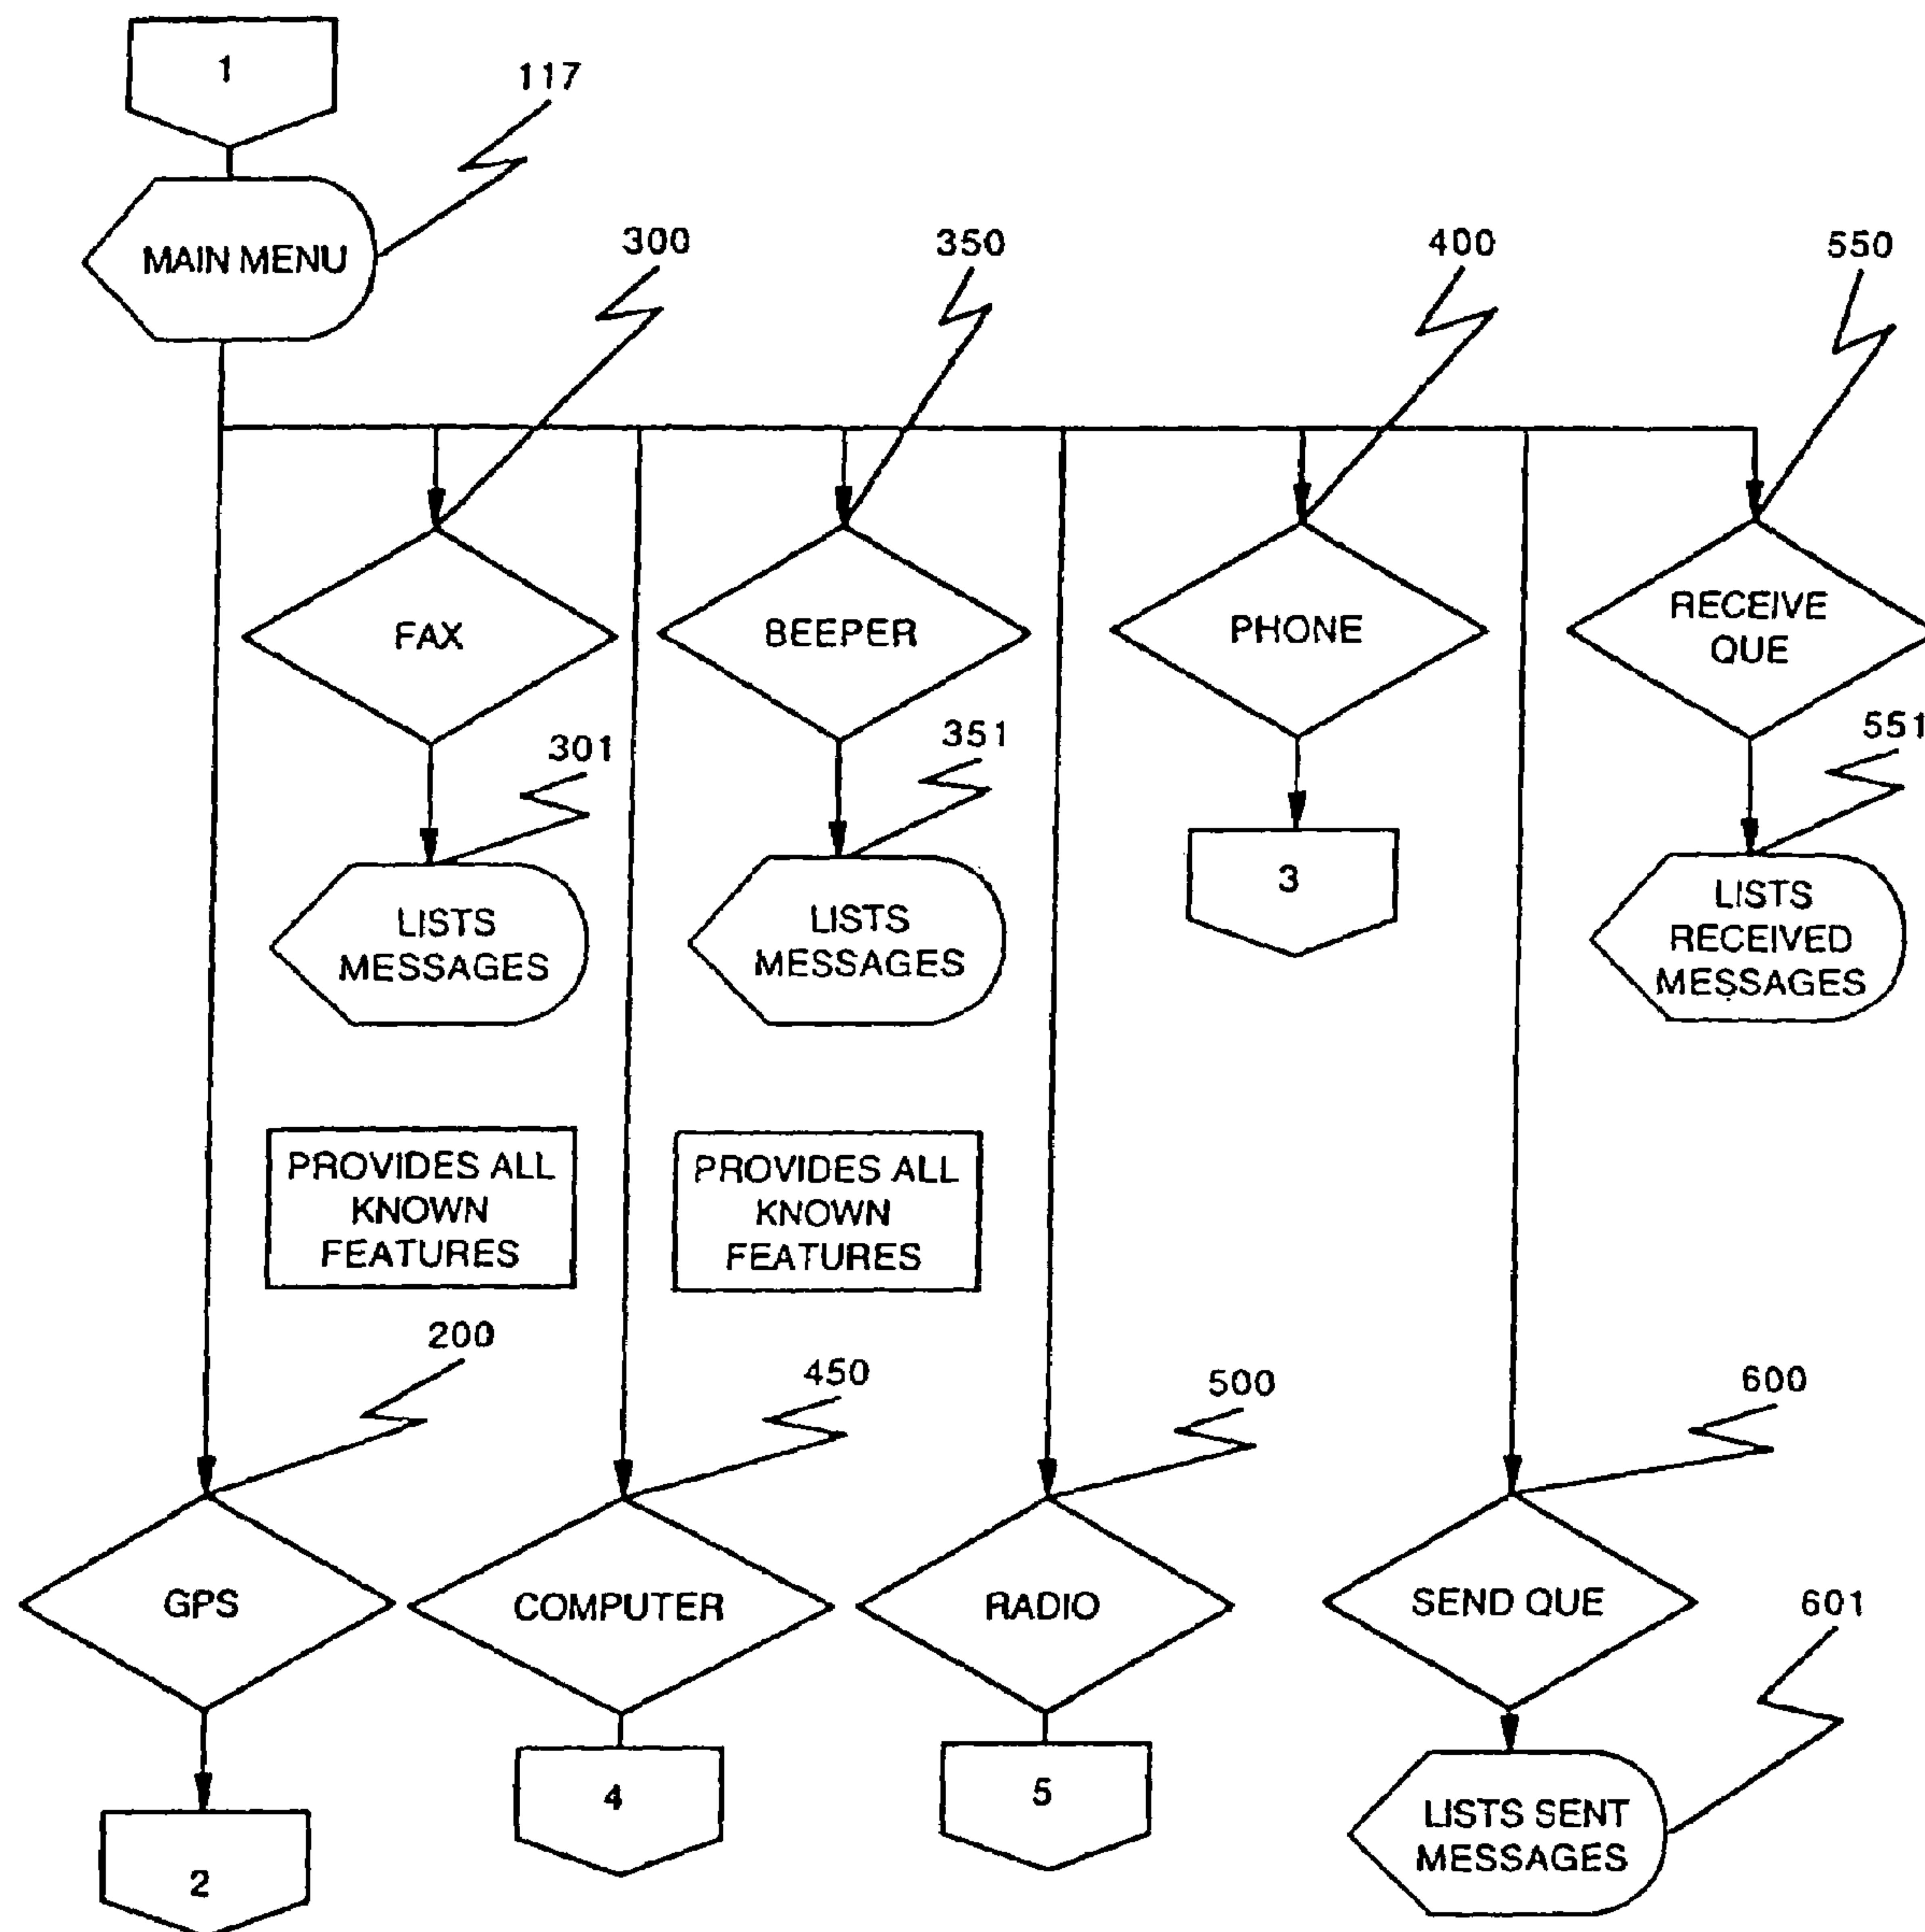 1
117
MAIN MENU
300
350
400
550
FAX
BEEPER
PHONE
RECEIVE
QUE
301
351
551
LISTS
MESSAGES
LISTS
MESSAGES
3
LISTS
RECEIVED
MESSAGES
PROVIDES ALL
KNOWN
FEATURES
PROVIDES ALL
KNOWN
FEATURES
200
450
500
600
GPS
COMPUTER
RADIO
SEND QUE
601
2
4
5
LISTS SENT
MESSAGES